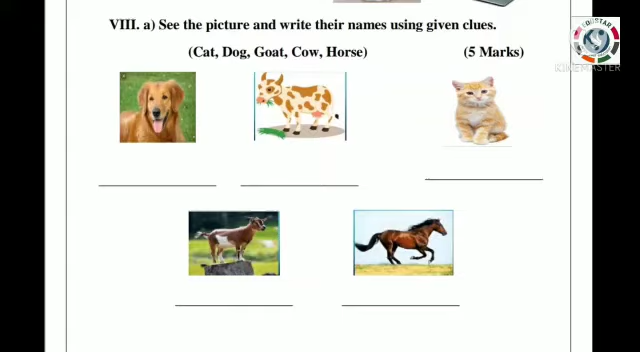 VIII. a) See the picture and write their names using given clues.
(Cat, Dog, Goat, Cow, Horse) (5 Marks)
EDUSTAR
KINEMASTER